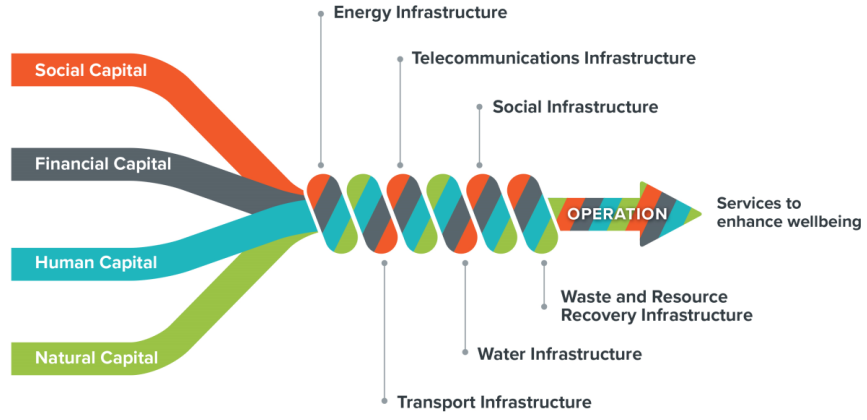 Energy Infrastructure
Telecommunications Infrastructure
Social Capital
Social Infrastructure
Financial Capital
OPERATION
Services to
enhance wellbeing
Human Capital
Waste and Resource
Recovery Infrastructure
Natural Capital
Water Infrastructure
Transport Infrastructure